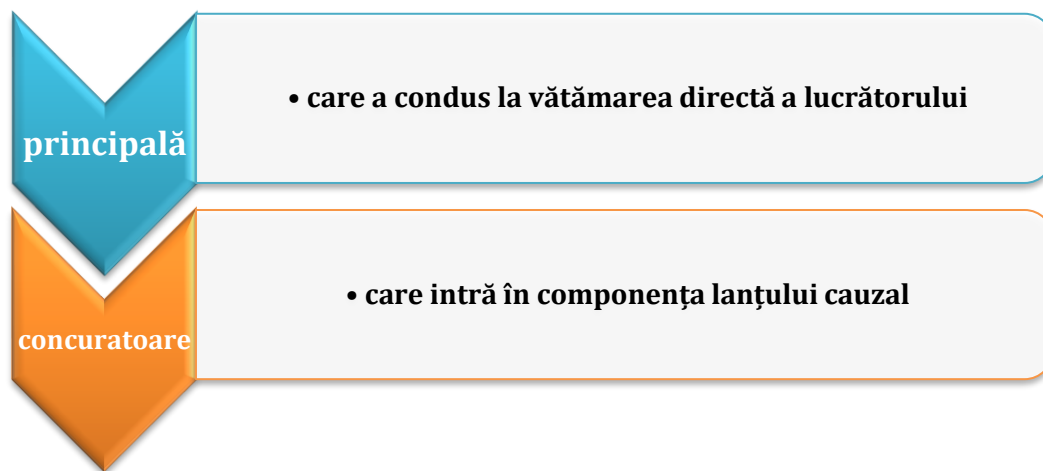 principală
• care a condus la vătămarea directă a lucrătorului
concuratoare
• care intră în componența lanțului cauzal